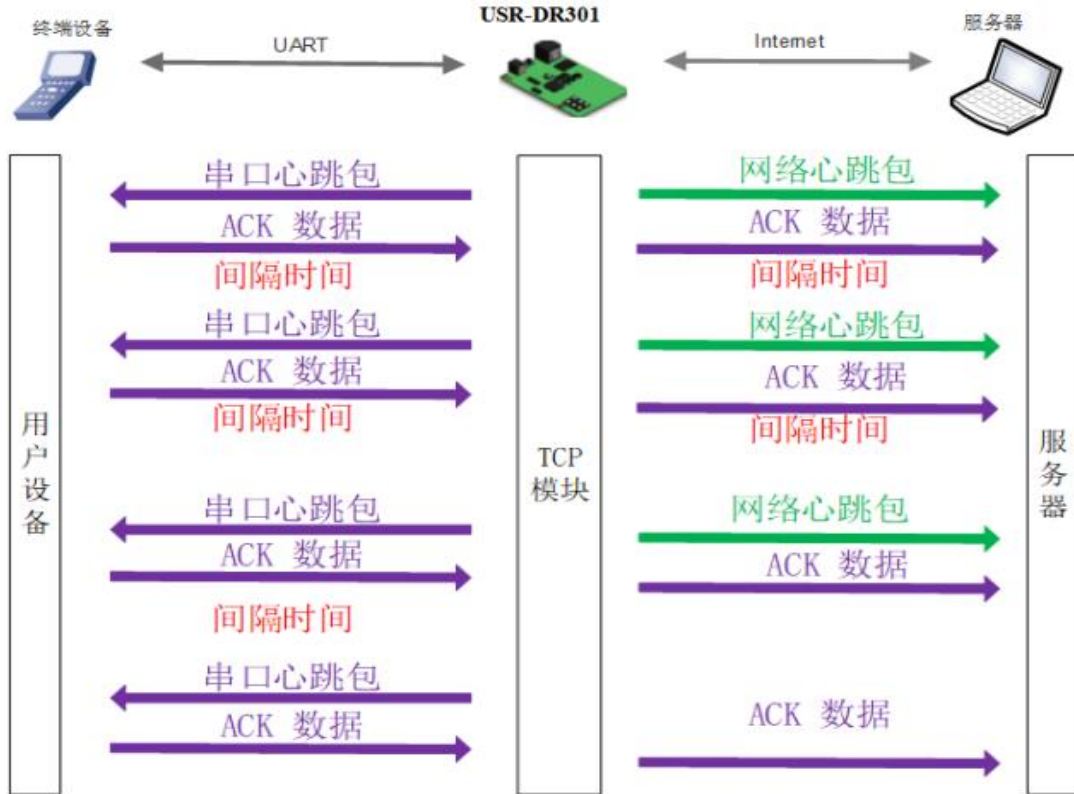 USR-DR301
终端设备
UART
Internet
服务器
串口心跳包
网络心跳包
ACK 数据
ACK 数据
间隔时间
间隔时间
串口心跳包
网络心跳包
ACK 数据
ACK 数据
间隔时间
间隔时间
用户设备
TCP
模块
服务器
串口心跳包
网络心跳包
ACK 数据
ACK 数据
间隔时间
串口心跳包
ACK 数据
ACK 数据